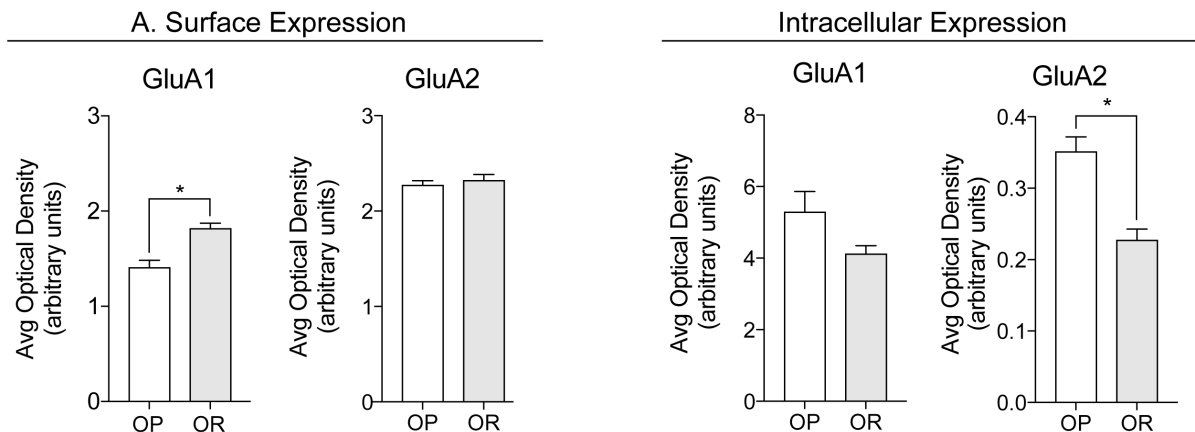 A. Surface Expression
Intracellular Expression
GluA1
Avg Optical Density
(arbitrary units)
3
2
1
0
*
OP OR
GluA2
Avg Optical Density
(arbitrary units)
3
2
1
0
OP OR
GluA1
Avg Optical Density
(arbitrary units)
8
6
4
2
0
OP OR
GluA2
Avg Optical Density
(arbitrary units)
0.4
0.3
0.2
0.1
0.0
*
OP OR